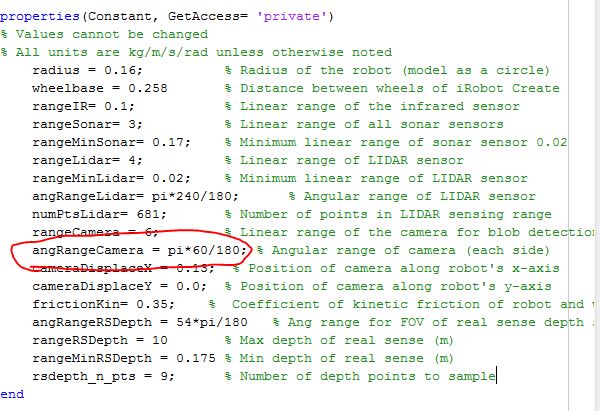 properties(Constant, GetAccess= 'private')
% Values cannot be changed
% All units are kg/m/s/rad unless otherwise noted
radius = 0.16; % Radius of the robot (model as a circle)
wheelbase = 0.258 % Distance between wheels of iRobot Create
rangeIR= 0.1; % Linear range of the infrared sensor
rangeSonar= 3; % Linear range of all sonar sensors
rangeMinSonar= 0.17; % Minimum linear range of sonar sensor 0.02
rangeLidar= 4; % Linear range of LIDAR sensor
rangeMinLidar= 0.02; % Minimum linear range of LIDAR sensor
angRangeLidar= pi*240/180; % Angular range of LIDAR sensor
numPtsLidar= 681; % Number of points in LIDAR sensing range
rangeCamera = 6; % Linear range of the camera for blob detection
angRangeCamera = pi*60/180; % Angular range of camera (each side)
cameraDisplaceX = 0.13; % Position of camera along robot's x-axis
cameraDisplaceY = 0.0; % Position of camera along robot's y-axis
frictionKin= 0.35; % Coefficient of kinetic friction of robot and
angRangeRSDepth = 54*pi/180 % Ang range for FOV of real sense depth
rangeRSDepth = 10 % Max depth of real sense (m)
rangeMinRSDepth = 0.175 % Min depth of real sense (m)
rsdepth_n_pts = 9; % Number of depth points to sample
end